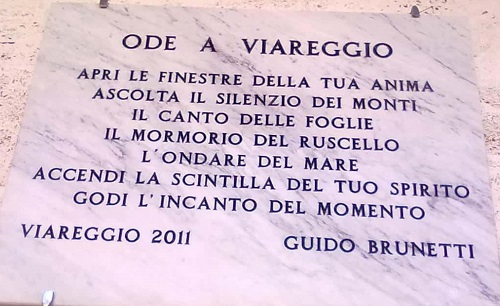 ODE A VIAREGGIO
APRI LE FINESTRE DELLA TUA ANIMA
ASCOLTA IL SILENZIO DEI MONTI
IL CANTO DELLE FOGLIE
IL MORMORIO DEL RUSCELLO
L'ONDARE DEL MARE
ACCENDI LA SCINTILLA DEL TUO SPIRITO
GODI L'INCANTO DEL MOMENTO
VIAREGGIO 2011 GUIDO BRUNETTI